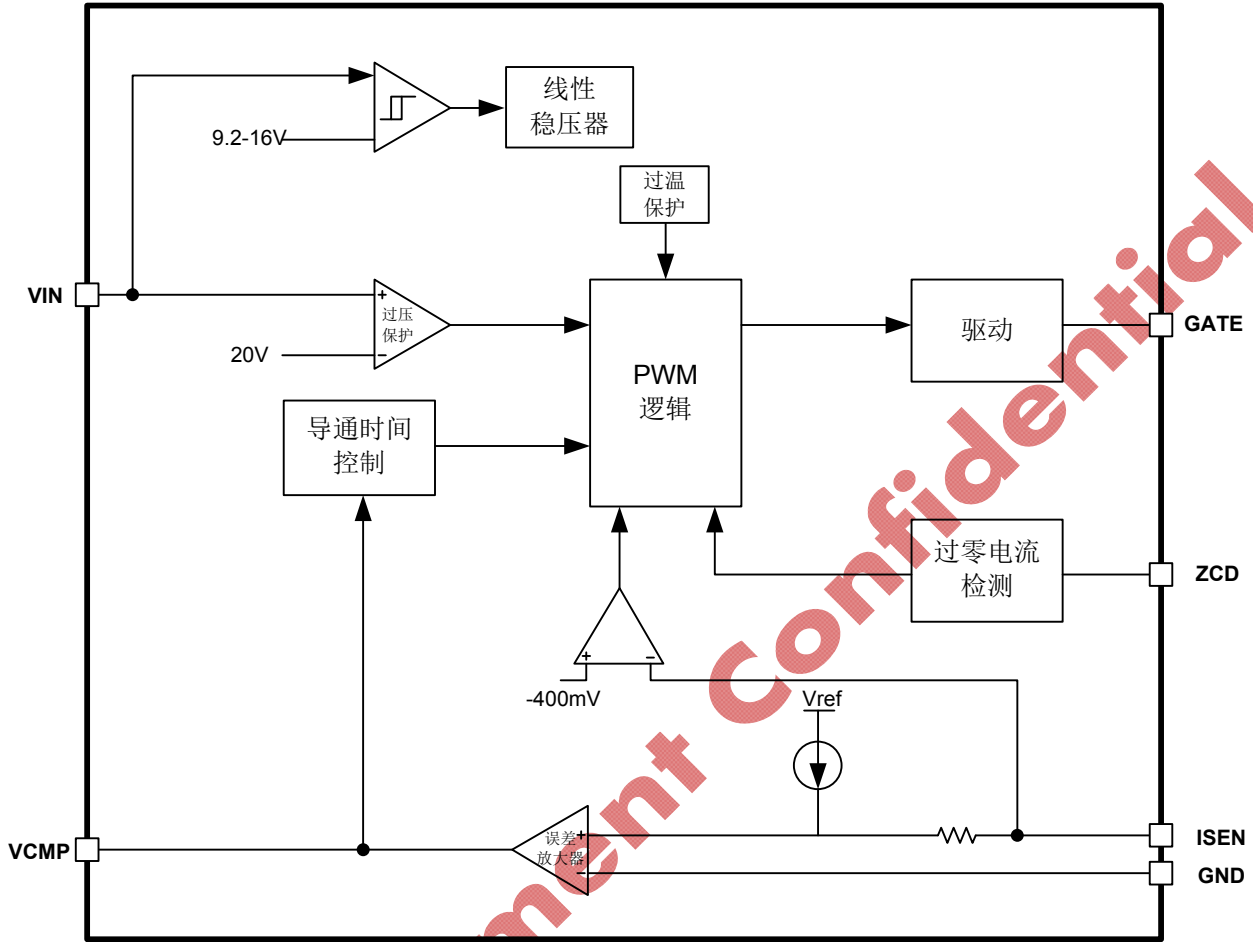 线性
稳压器
9.2-16V
过温
保护
VIN
+
过压
保护
-
20V
PWM
逻辑
驱动
GATE
导通时间
控制
过零电流
检测
ZCD
+ -
-400mV
Vref
VCMP
误差
放大器
+
-
ISEN
GND
ment Confidential